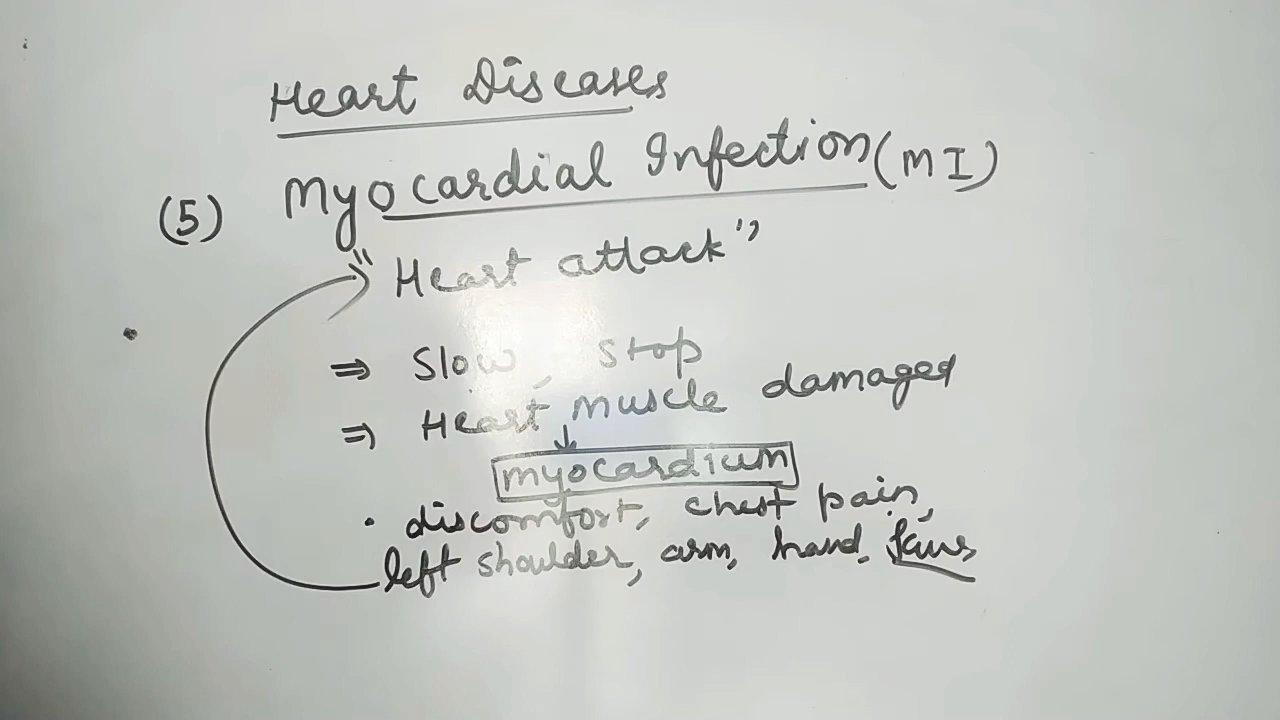 Heart Diseases
(5) Myocardial Infection (MI)
"Heart attack"
⇒ Slow, stop
⇒ Heart muscle damaged
↓
myocardium
• discomfort, chest pain,
left shoulder, arm, hand,